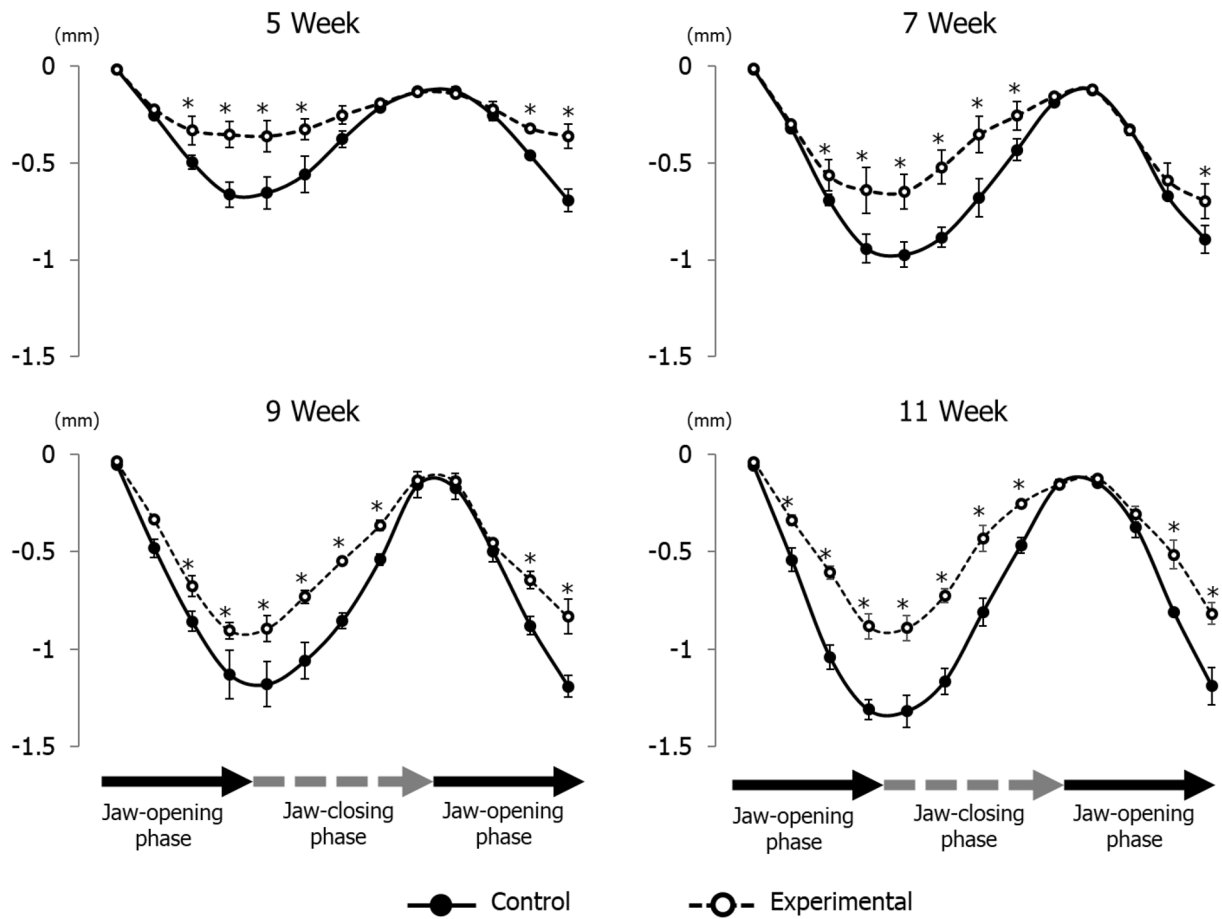 5 Week
(mm)
0
-0.5
-1
-1.5
* * * * * *
7 Week
(mm)
0
-0.5
-1
-1.5
* * * * * * *
9 Week
(mm)
0
-0.5
-1
-1.5
* * * * * * * *
Jaw-opening
phase
Jaw-closing
phase
Jaw-opening
phase
11 Week
(mm)
0
-0.5
-1
-1.5
* * * * * * * * *
Jaw-opening
phase
Jaw-closing
phase
Jaw-opening
phase
Control
Experimental